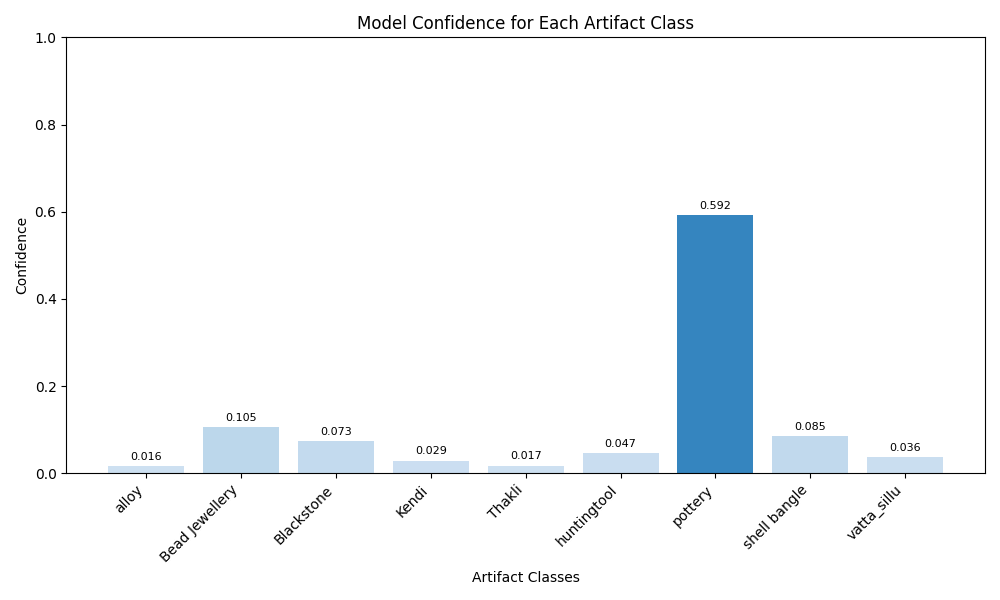 Model Confidence for Each Artifact Class
1.0
0.8
0.6
0.4
0.2
0.0
Confidence
0.016
0.105
0.073
0.029
0.017
0.047
0.592
0.085
0.036
alloy
Bead Jewellery
Blackstone
Kendi
Thakli
huntingtool
pottery
shell bangle
vatta_sillu
Artifact Classes